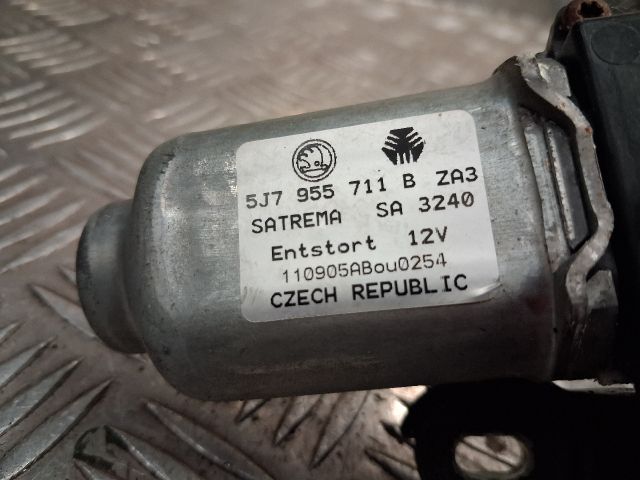 5J7 955 711 B ZA3
SATREMA SA 3240
Entstort 12V
110905ABou0254
CZECH REPUBLIC